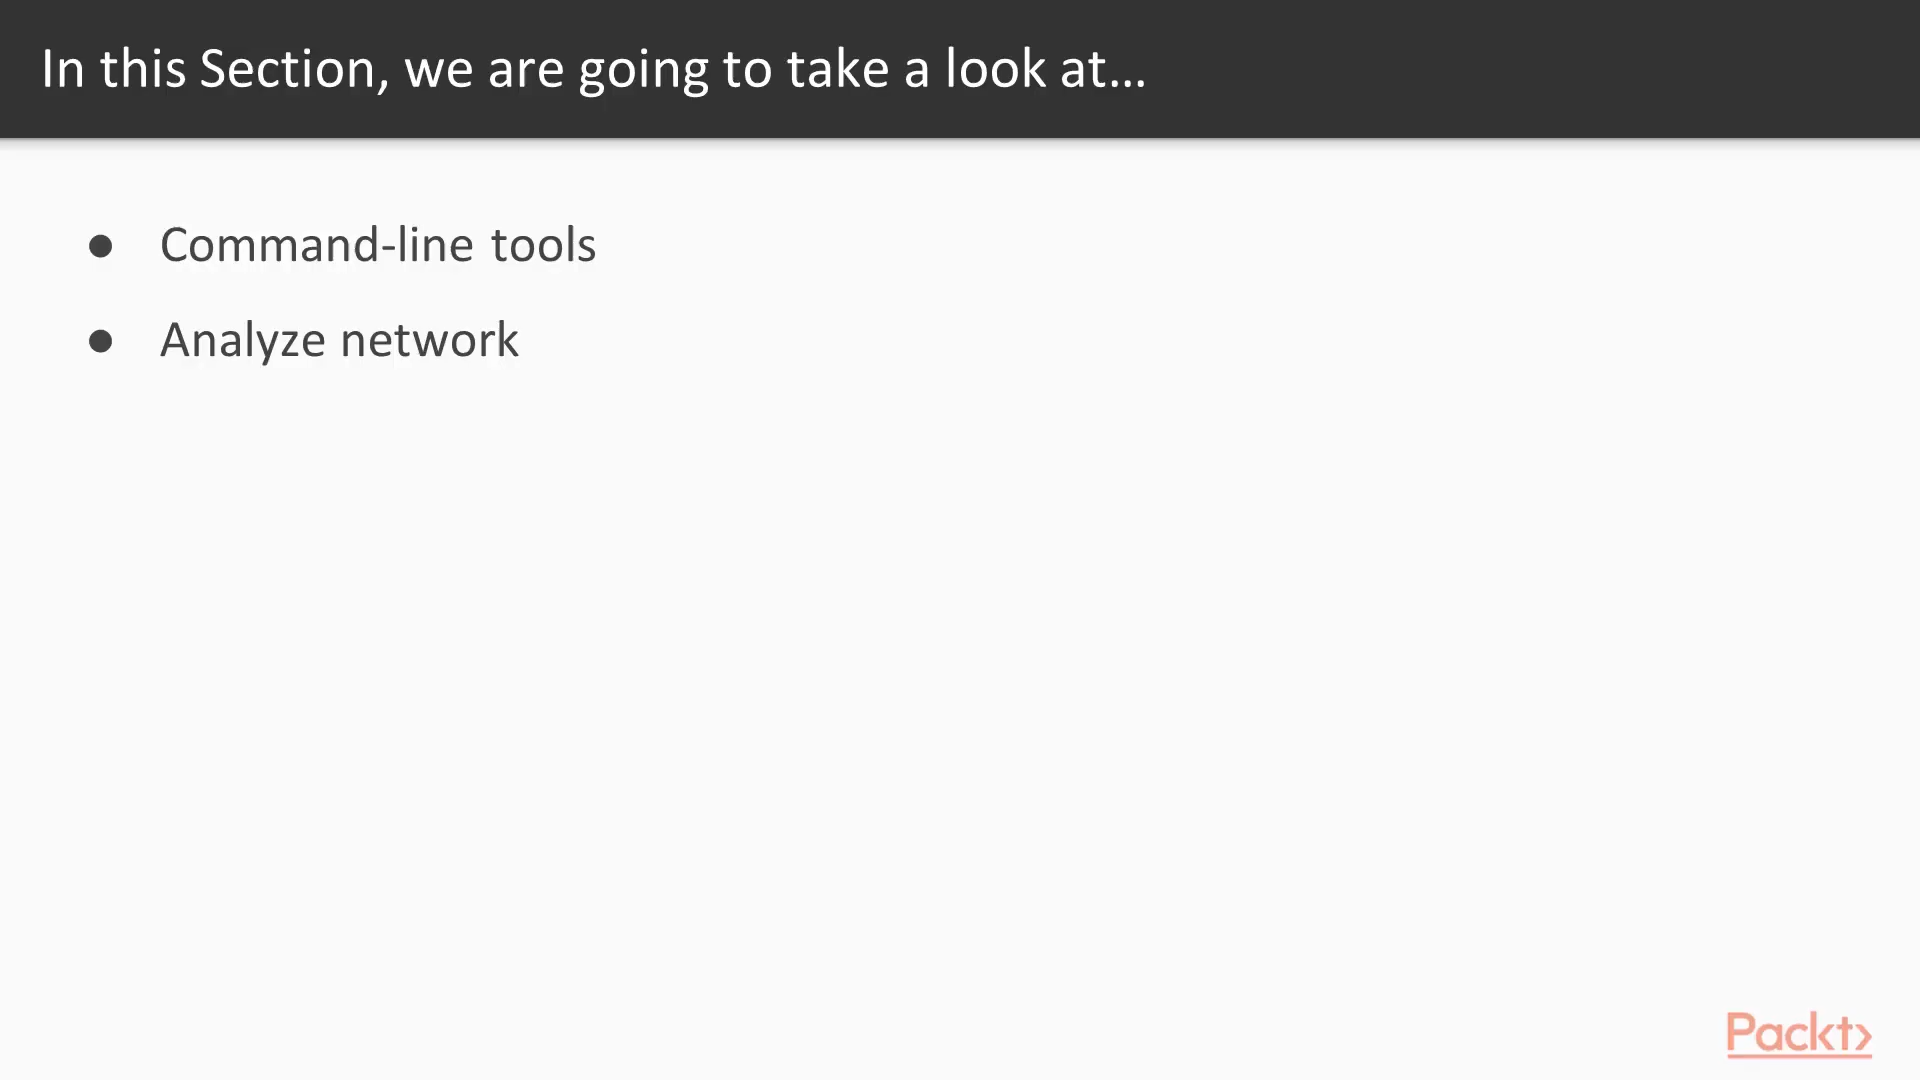 In this Section, we are going to take a look at...
● Command-line tools
● Analyze network
Packt>